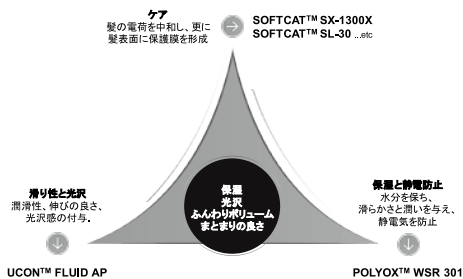 ケア
髪の電荷を中和し、更に
髪表面に保護膜を形成
SOFTCAT™ SX-1300X
SOFTCAT™ SL-30 ...etc
滑り性と光沢
潤滑性、伸びの良さ、
光沢感の付与。
保湿
光沢
ふんわりボリューム
まとまりの良さ
保湿と静電防止
水分を保ち、
滑らかさと潤いを与え、
静電気を防止
UCON™ FLUID AP
POLYOX™ WSR 301